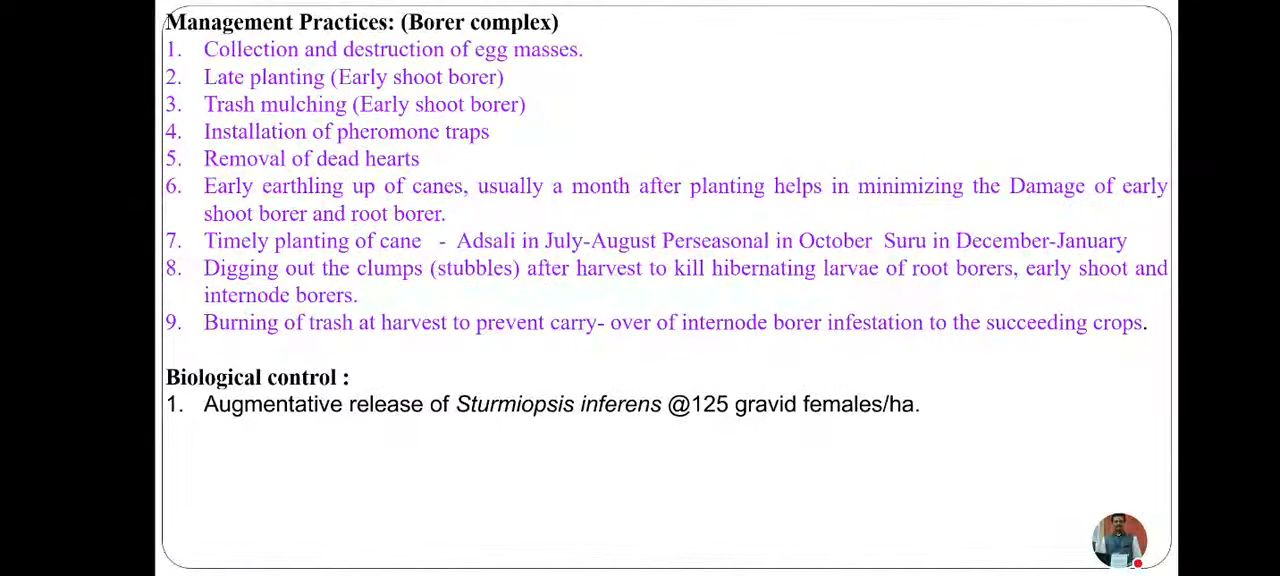 Management Practices: (Borer complex)
1. Collection and destruction of egg masses.
2. Late planting (Early shoot borer)
3. Trash mulching (Early shoot borer)
4. Installation of pheromone traps
5. Removal of dead hearts
6. Early earthling up of canes, usually a month after planting helps in minimizing the Damage of early
shoot borer and root borer.
7. Timely planting of cane - Adsali in July-August Perseasonal in October Suru in December-January
8. Digging out the clumps (stubbles) after harvest to kill hibernating larvae of root borers, early shoot and
internode borers.
9. Burning of trash at harvest to prevent carry- over of internode borer infestation to the succeeding crops.
Biological control :
1. Augmentative release of Sturmiopsis inferens @125 gravid females/ha.